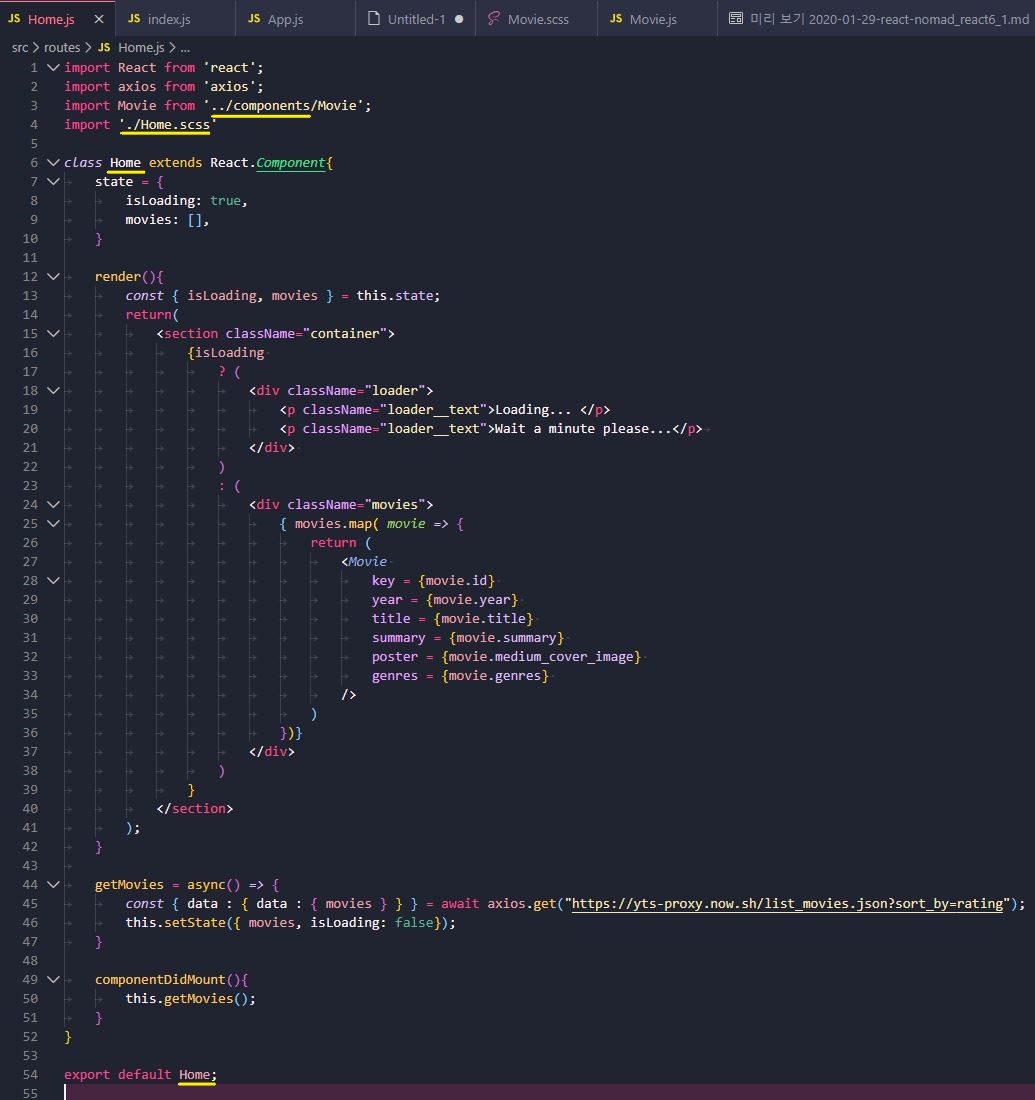 JS Home.js × JS index.js JS App.js Untitled-1 ● Movie.scss JS Movie.js 미리 보기 2020-01-29-react-nomad_react6_1.md
src > routes > JS Home.js > ...
1 import React from 'react';
2 import axios from 'axios';
3 import Movie from '../components/Movie';
4 import './Home.scss'
5
6 class Home extends React.Component{
7 state = {
8 isLoading: true,
9 movies: [],
10 }
11
12 render(){
13 const { isLoading, movies } = this.state;
14 return(
15 <section className="container">
16 {isLoading
17 ? (
18 <div className="loader">
19 <p className="loader__text">Loading... </p>
20 <p className="loader__text">Wait a minute please...</p>
21 </div>
22 )
23 : (
24 <div className="movies">
25 { movies.map( movie => {
26 return (
27 <Movie
28 key = {movie.id}
29 year = {movie.year}
30 title = {movie.title}
31 summary = {movie.summary}
32 poster = {movie.medium_cover_image}
33 genres = {movie.genres}
34 />
35 )
36 })}
37 </div>
38 )
39 }
40 </section>
41 );
42 }
43
44 getMovies = async() => {
45 const { data : { data : { movies } } } = await axios.get("https://yts-proxy.now.sh/list_movies.json?sort_by=rating");
46 this.setState({ movies, isLoading: false});
47 }
48
49 componentDidMount(){
50 this.getMovies();
51 }
52 }
53
54 export default Home;
55